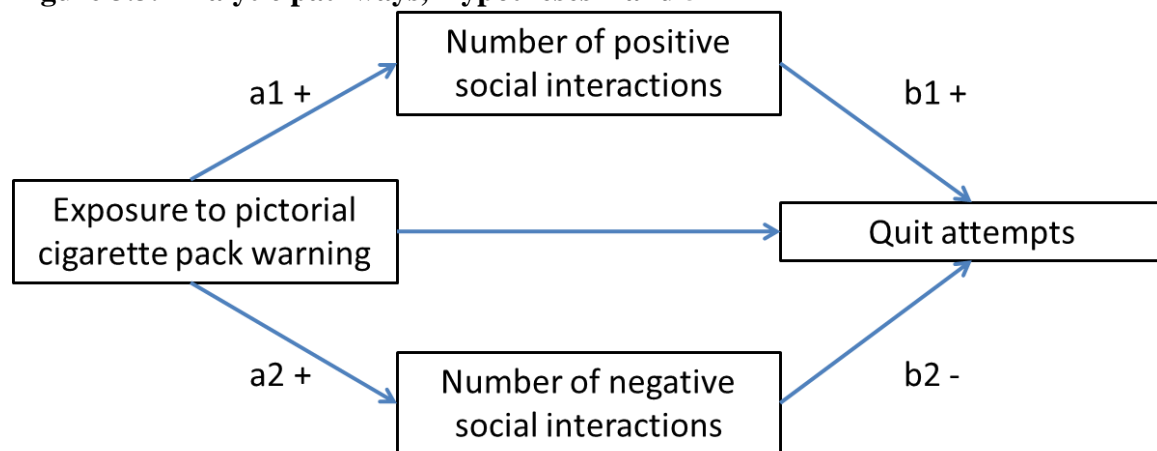 Number of positive
social interactions
a1 +
b1 +
Exposure to pictorial
cigarette pack warning
Quit attempts
a2 +
b2 -
Number of negative
social interactions